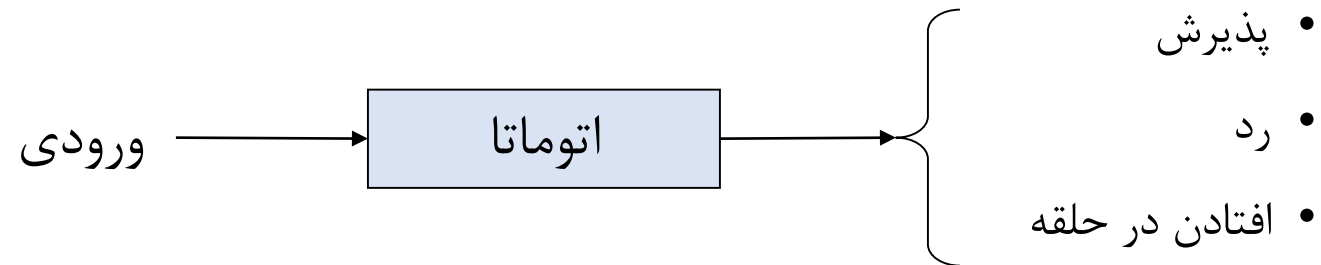 ورودی
اتوماتا
• پذیرش
• رد
• افتادن در حلقه